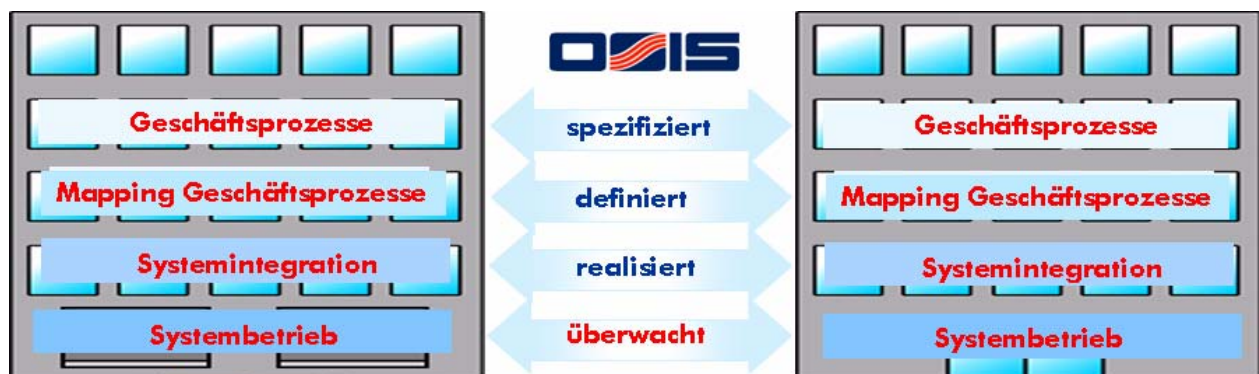 OSIS
Geschäftsprozesse spezifiziert Geschäftsprozesse
Mapping Geschäftsprozesse definiert Mapping Geschäftsprozesse
Systemintegration realisiert Systemintegration
Systembetrieb überwacht Systembetrieb